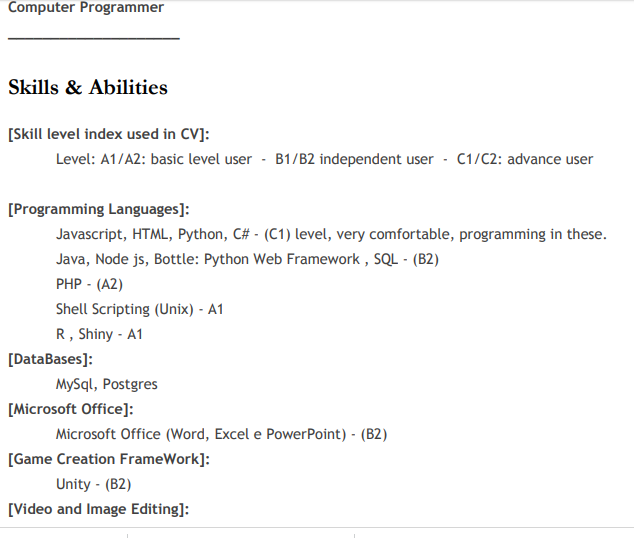 Computer Programmer
Skills & Abilities
[Skill level index used in CV]:
Level: A1/A2: basic level user - B1/B2 independent user - C1/C2: advance user
[Programming Languages]:
Javascript, HTML, Python, C# - (C1) level, very comfortable, programming in these.
Java, Node js, Bottle: Python Web Framework , SQL - (B2)
PHP - (A2)
Shell Scripting (Unix) - A1
R , Shiny - A1
[DataBases]:
MySql, Postgres
[Microsoft Office]:
Microsoft Office (Word, Excel e PowerPoint) - (B2)
[Game Creation FrameWork]:
Unity - (B2)
[Video and Image Editing]: